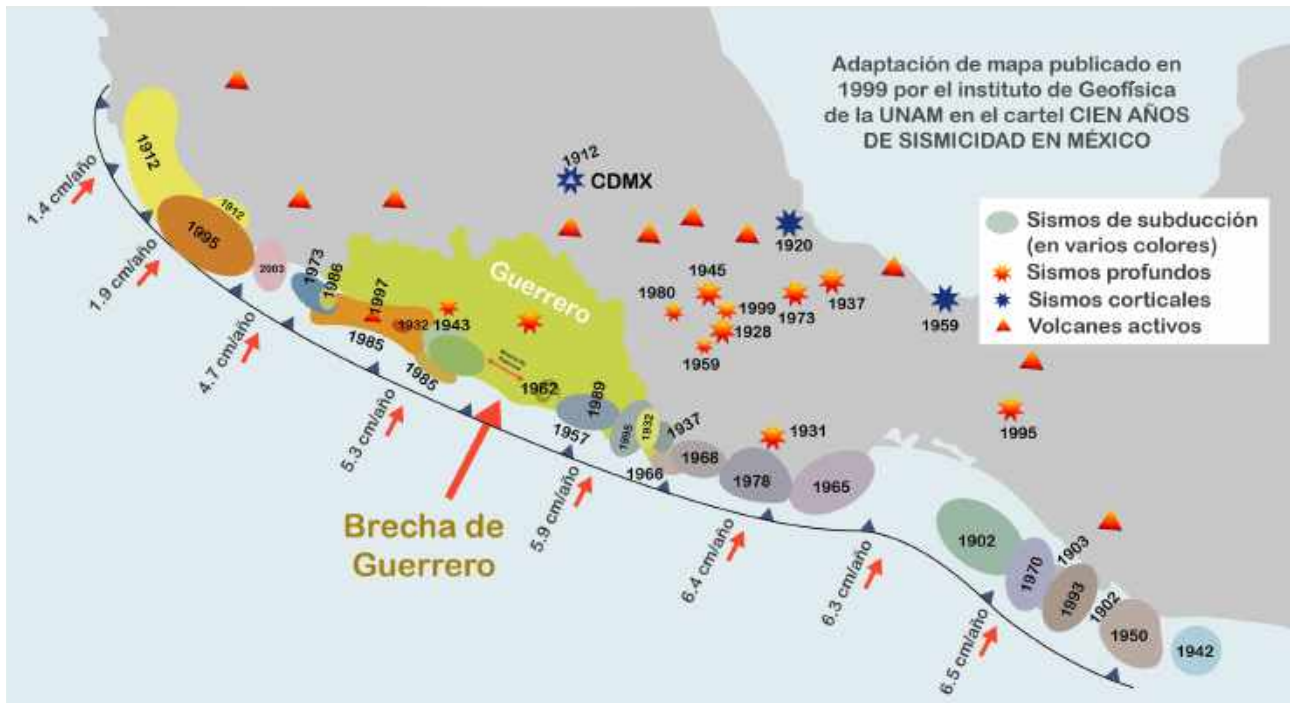 Adaptación de mapa publicado en
1999 por el instituto de Geofísica
de la UNAM en el cartel CIEN AÑOS
DE SISMICIDAD EN MÉXICO
Sismos de subducción
(en varios colores)
Sismos profundos
Sismos corticales
Volcanes activos
1912
CDMX
1912
1912
1995
2003
1973
1986
1997
1932
1943
1985
1985
Guerrero
1962
1989
1957
1995
1932
1937
1966
1968
1978
1965
1931
1945
1980
1999
1928
1959
1973
1937
1920
1959
1995
1902
1970
1903
1993
1902
1950
1942
Brecha de
Guerrero
1.4 cm/año
1.9 cm/año
4.7 cm/año
5.3 cm/año
5.9 cm/año
6.4 cm/año
6.3 cm/año
6.5 cm/año